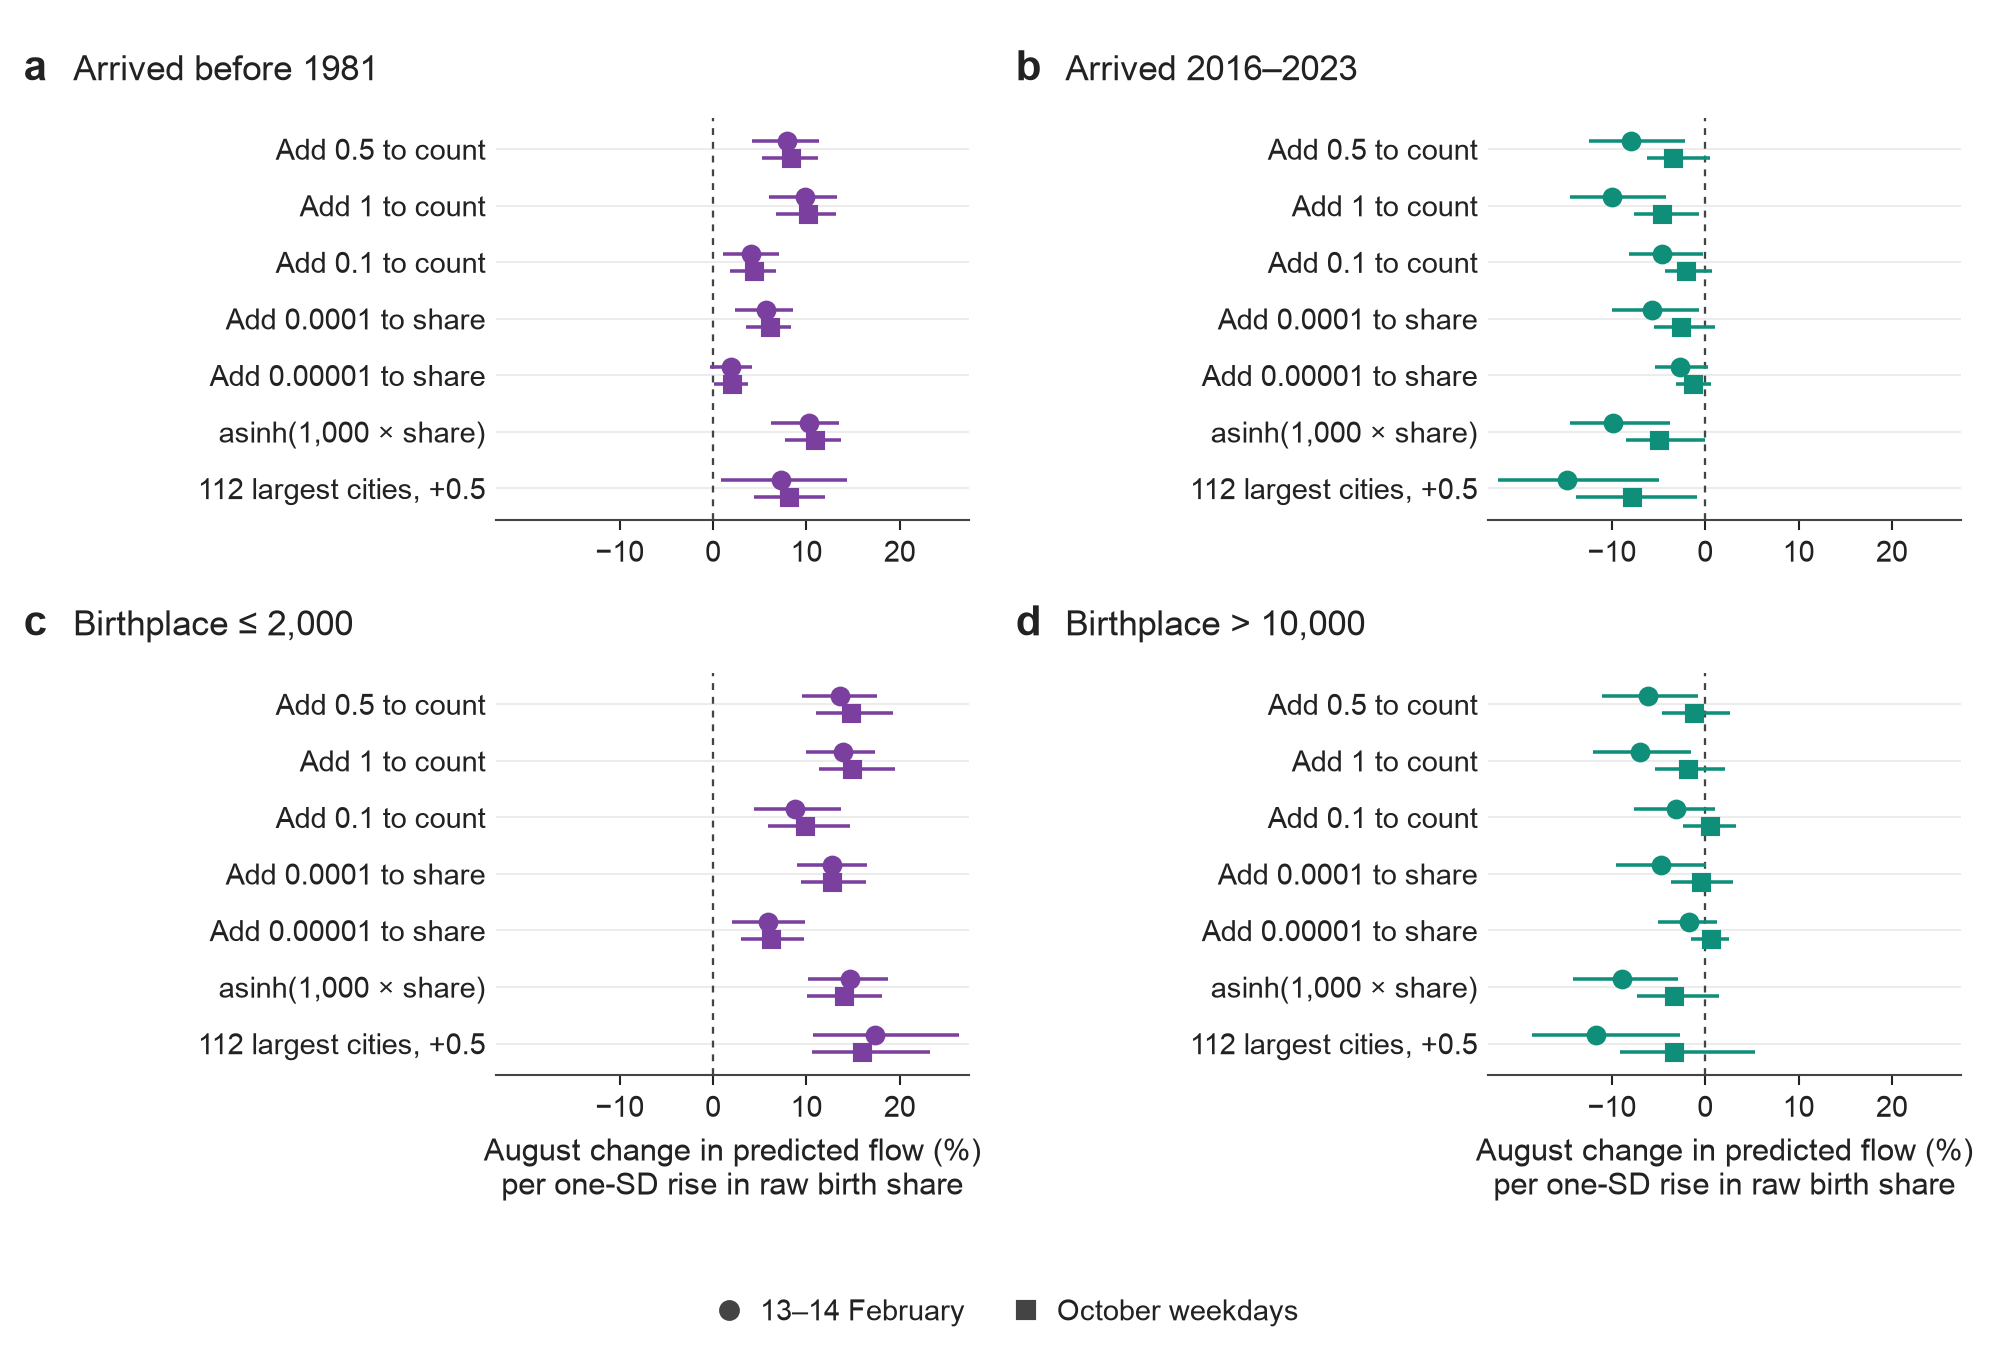 a Arrived before 1981
Add 0.5 to count
Add 1 to count
Add 0.1 to count
Add 0.0001 to share
Add 0.00001 to share
asinh(1,000 × share)
112 largest cities, +0.5
−10 0 10 20
b Arrived 2016–2023
Add 0.5 to count
Add 1 to count
Add 0.1 to count
Add 0.0001 to share
Add 0.00001 to share
asinh(1,000 × share)
112 largest cities, +0.5
−10 0 10 20
c Birthplace ≤ 2,000
Add 0.5 to count
Add 1 to count
Add 0.1 to count
Add 0.0001 to share
Add 0.00001 to share
asinh(1,000 × share)
112 largest cities, +0.5
−10 0 10 20
August change in predicted flow (%)
per one-SD rise in raw birth share
d Birthplace > 10,000
Add 0.5 to count
Add 1 to count
Add 0.1 to count
Add 0.0001 to share
Add 0.00001 to share
asinh(1,000 × share)
112 largest cities, +0.5
−10 0 10 20
August change in predicted flow (%)
per one-SD rise in raw birth share
13–14 February October weekdays